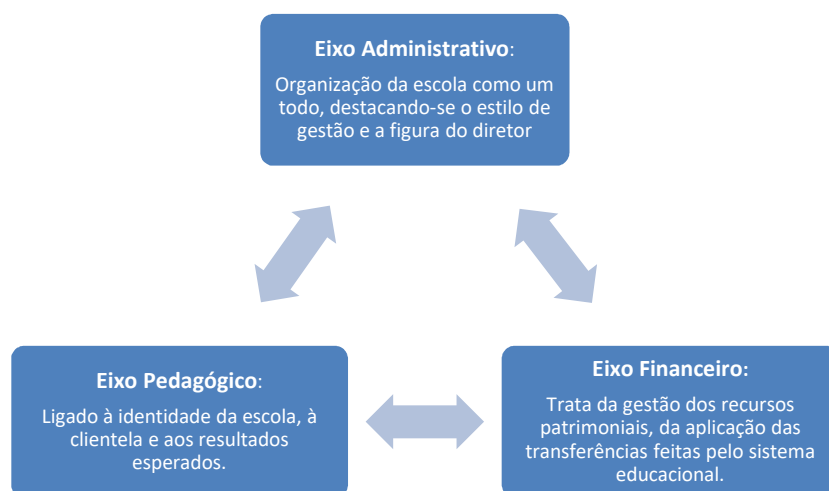 Eixo Administrativo:
Organização da escola como um
todo, destacando-se o estilo de
gestão e a figura do diretor
Eixo Pedagógico:
Ligado à identidade da escola, à
clientela e aos resultados
esperados.
Eixo Financeiro:
Trata da gestão dos recursos
patrimoniais, da aplicação das
transferências feitas pelo sistema
educacional.